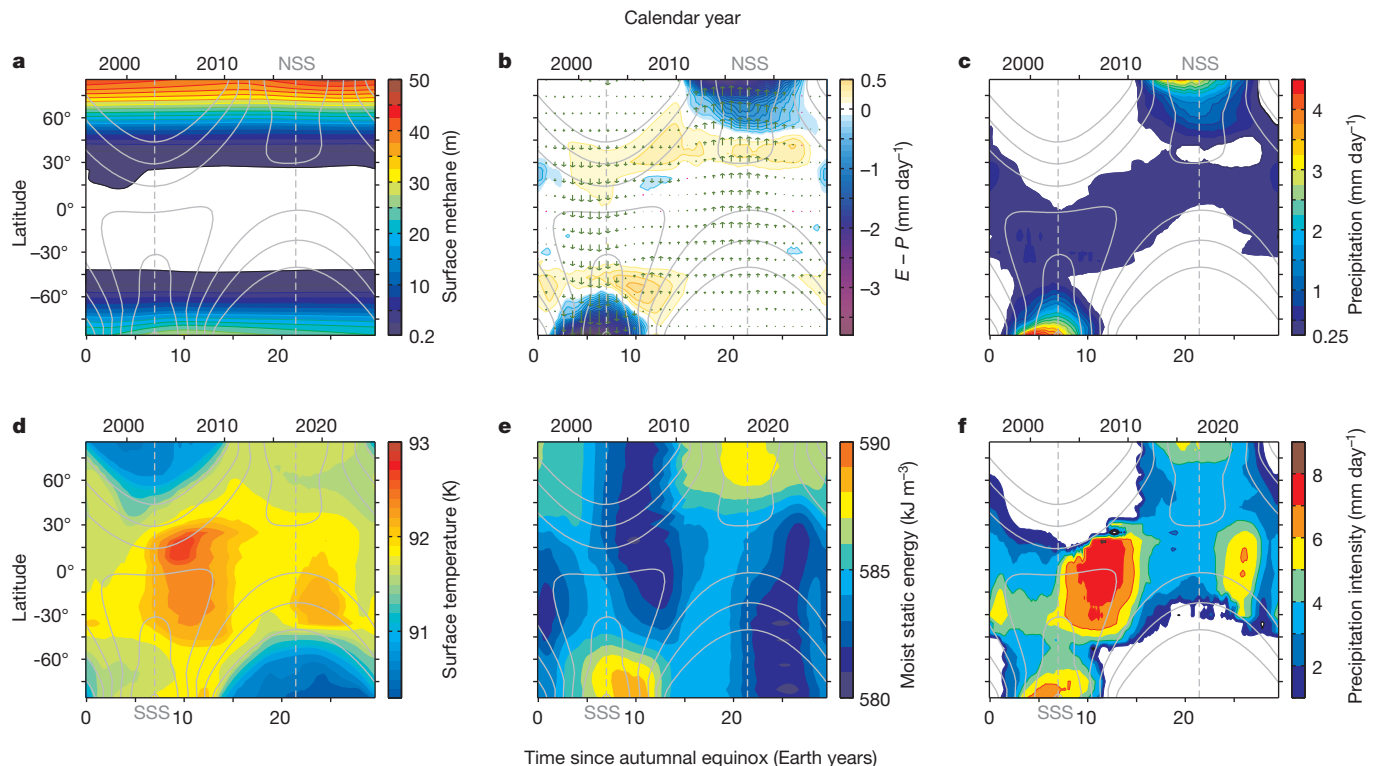 Calendar year
a
2000 2010 NSS
60°
30°
0°
−30°
−60°
Latitude
0 10 20
50
40
30
20
10
0.2
Surface methane (m)
b
2000 2010 NSS
0 10 20
0.5
0
−1
−2
−3
E − P (mm day⁻¹)
c
2000 2010 NSS
0 10 20
4
3
2
1
0.25
Precipitation (mm day⁻¹)
d
2000 2010 2020
60°
30°
0°
-30°
-60°
Latitude
0 SSS 10 20
93
92
91
Surface temperature (K)
e
2000 2010 2020
0 SSS 10 20
590
585
580
Moist static energy (kJ m⁻³)
f
2000 2010 2020
0 SSS 10 20
8
6
4
2
Precipitation intensity (mm day⁻¹)
Time since autumnal equinox (Earth years)